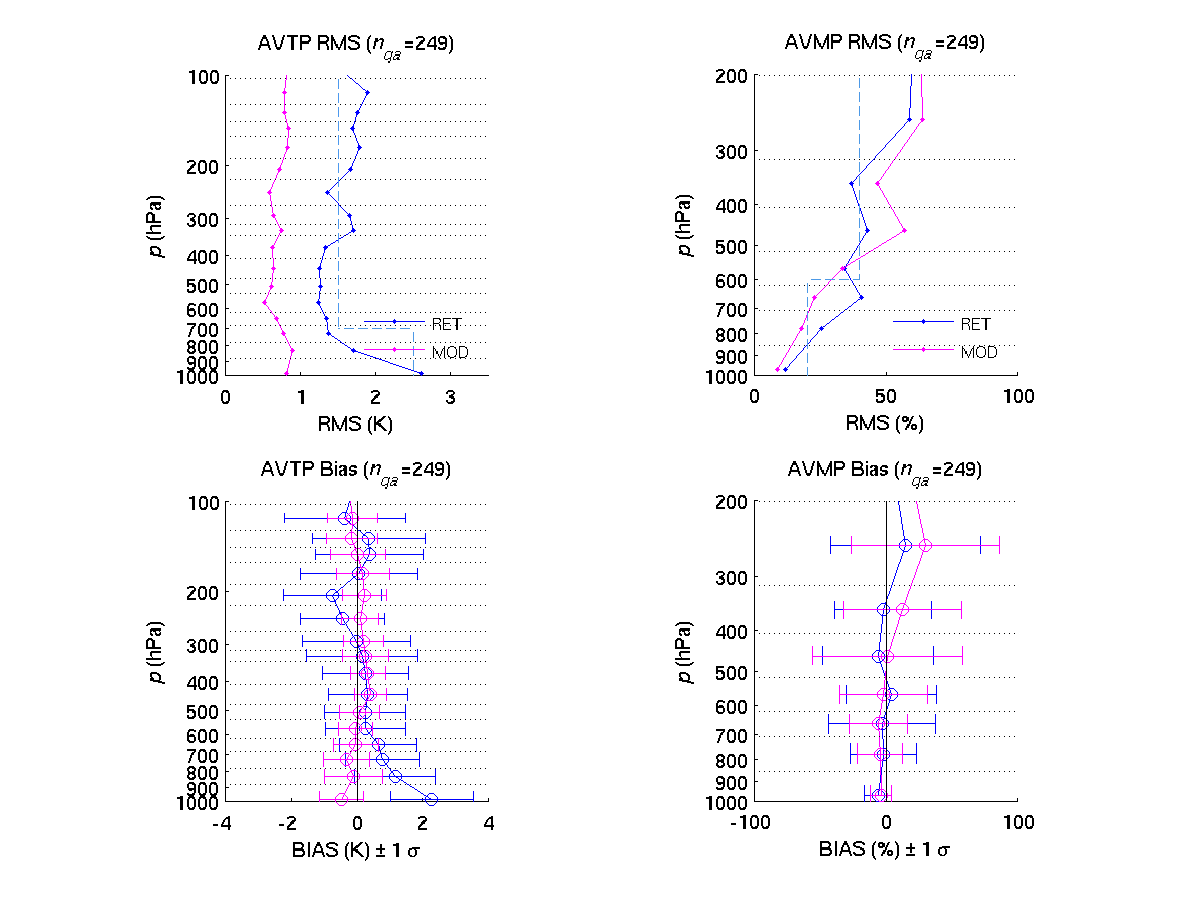 AVTP RMS (n_qa=249)
100
200
300
400
500
600
700
800
900
1000
p (hPa)
0 1 2 3
RMS (K)
RET
MOD
AVMP RMS (n_qa=249)
200
300
400
500
600
700
800
900
1000
p (hPa)
0 50 100
RMS (%)
RET
MOD
AVTP Bias (n_qa=249)
100
200
300
400
500
600
700
800
900
1000
p (hPa)
-4 -2 0 2 4
BIAS (K) ± 1 σ
AVMP Bias (n_qa=249)
200
300
400
500
600
700
800
900
1000
p (hPa)
-100 0 100
BIAS (%) ± 1 σ